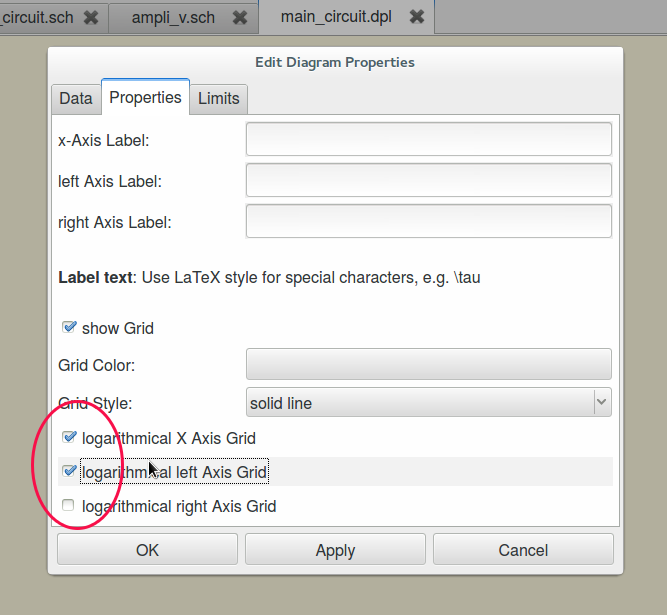 _circuit.sch ampli_v.sch main_circuit.dpl
Edit Diagram Properties
Data Properties Limits
x-Axis Label:
left Axis Label:
right Axis Label:
Label text: Use LaTeX style for special characters, e.g. \tau
show Grid
Grid Color:
Grid Style: solid line
logarithmical X Axis Grid
logarithmical left Axis Grid
logarithmical right Axis Grid
OK Apply Cancel